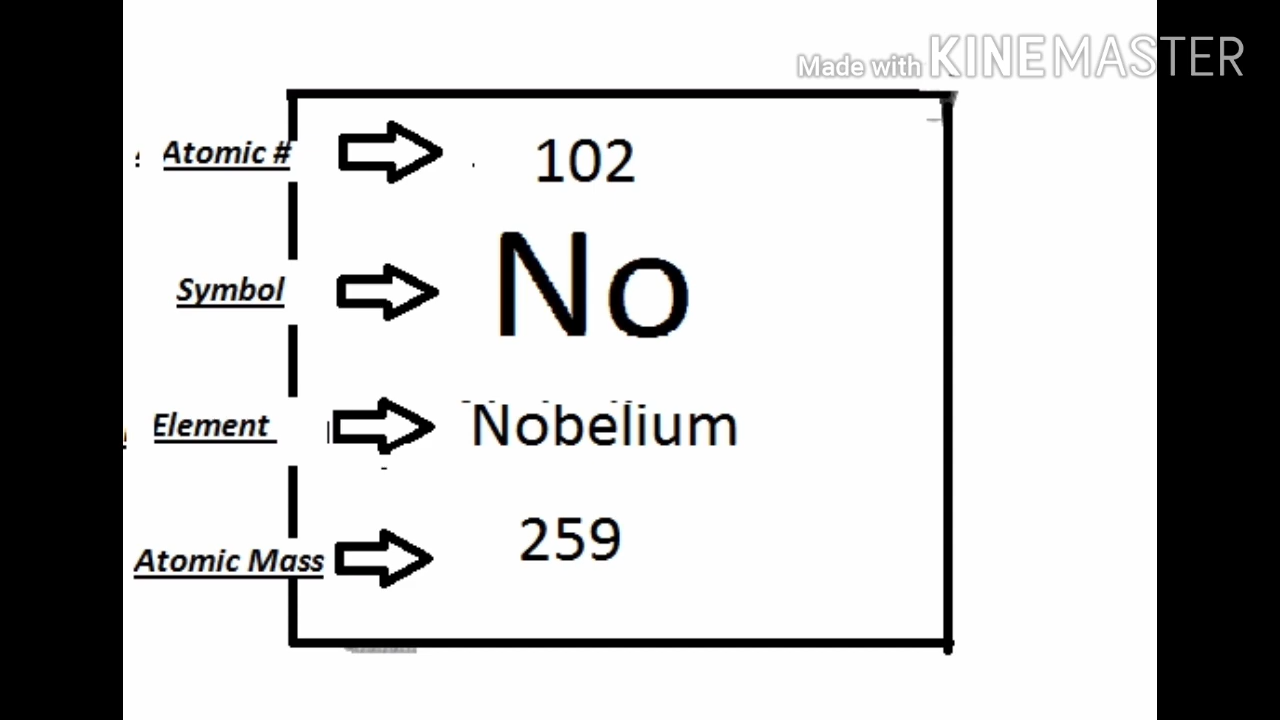 Made with KINEMASTER
Atomic # 102
Symbol No
Element Nobelium
Atomic Mass 259